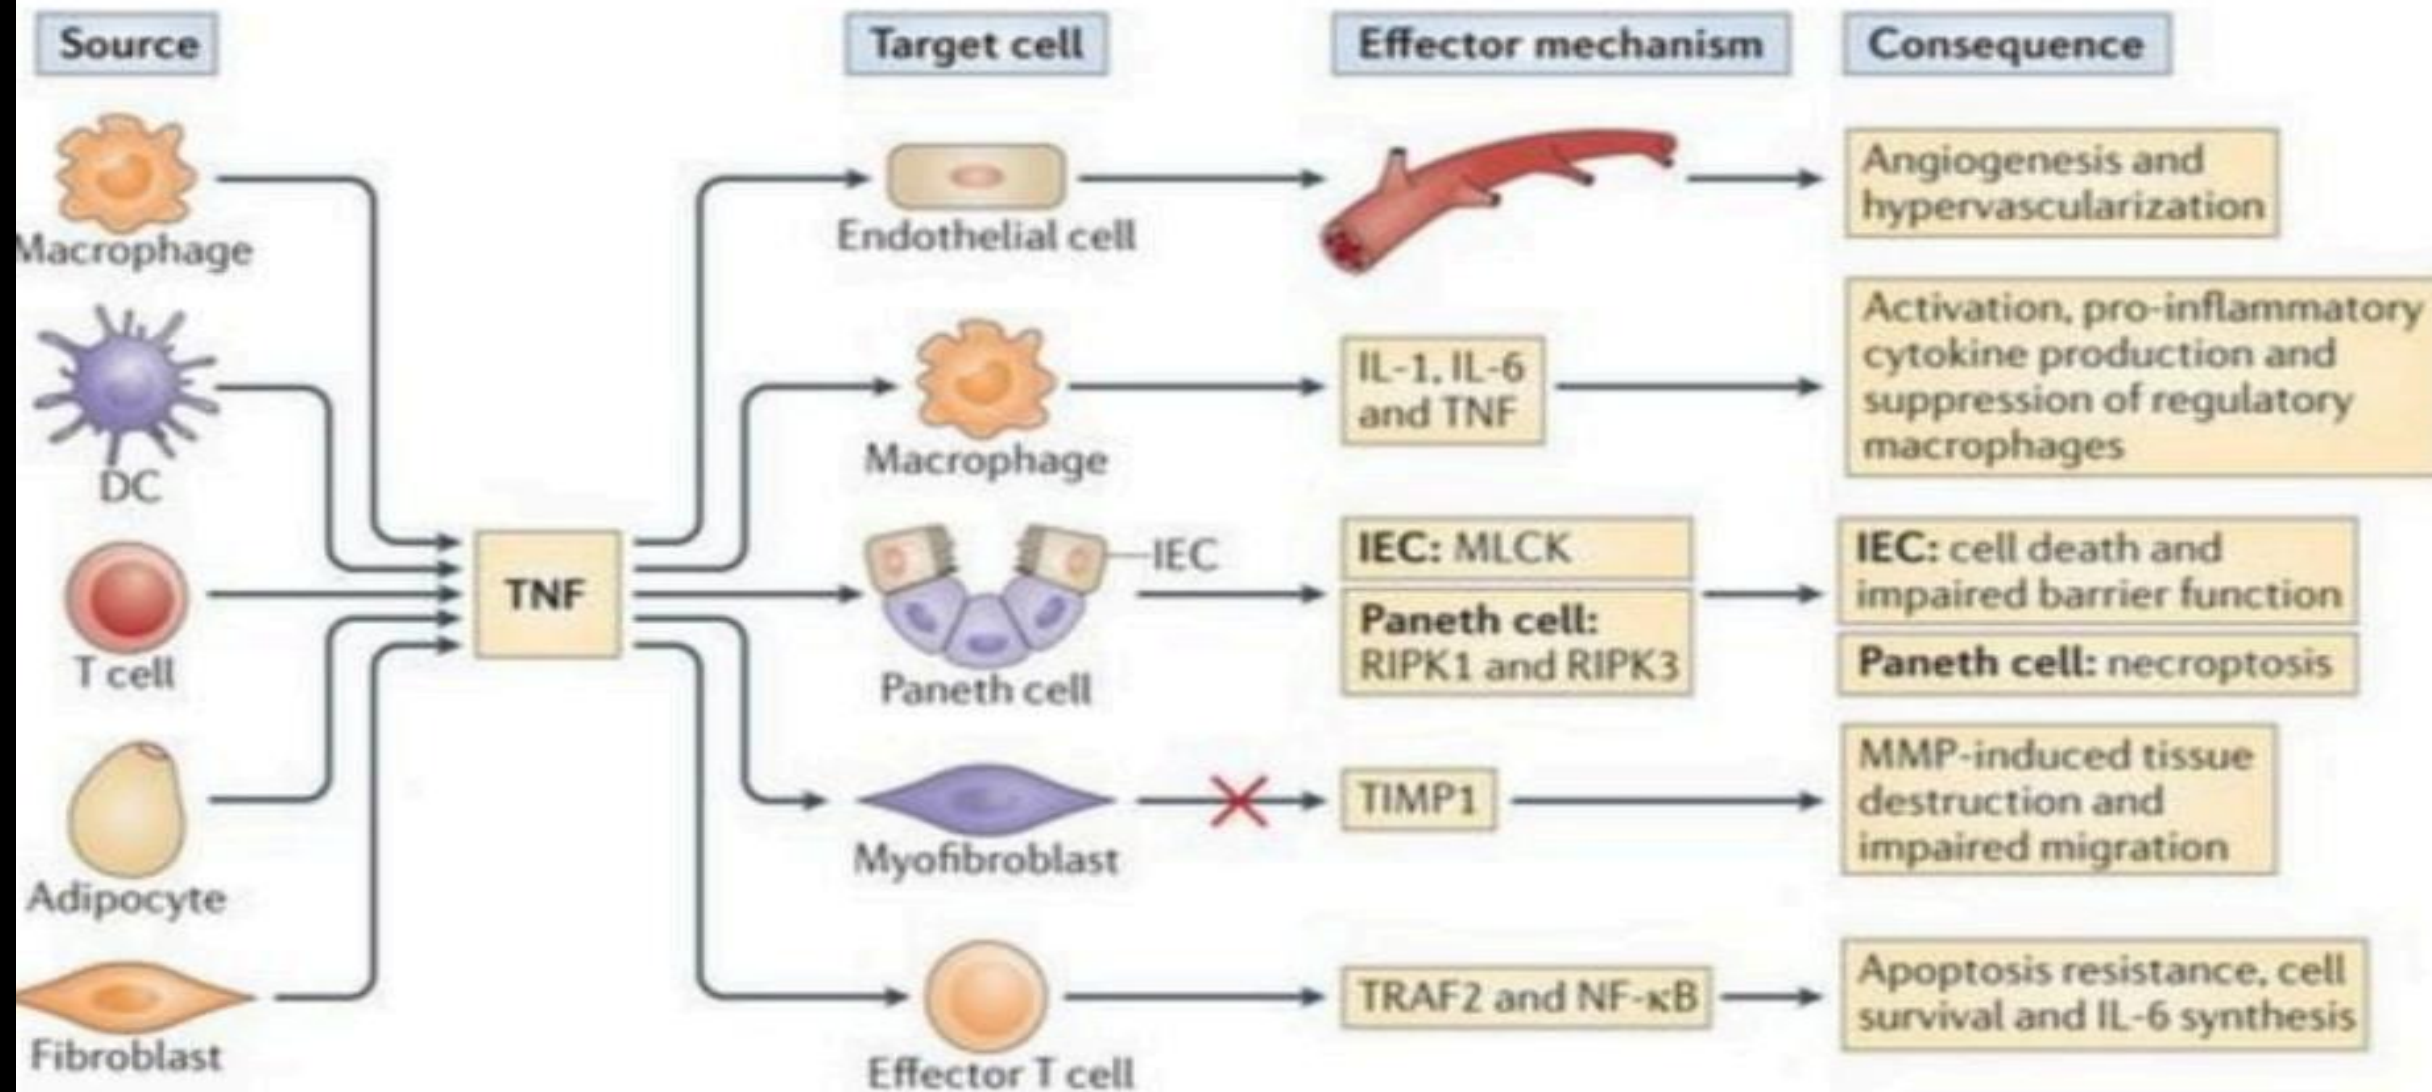 Source
Target cell
Effector mechanism
Consequence
Macrophage
DC
T cell
Adipocyte
Fibroblast
TNF
Endothelial cell
Macrophage
IEC
Paneth cell
Myofibroblast
Effector T cell
IL-1, IL-6
and TNF
IEC: MLCK
Paneth cell:
RIPK1 and RIPK3
TIMP1
TRAF2 and NF-κB
Angiogenesis and
hypervascularization
Activation, pro-inflammatory
cytokine production and
suppression of regulatory
macrophages
IEC: cell death and
impaired barrier function
Paneth cell: necroptosis
MMP-induced tissue
destruction and
impaired migration
Apoptosis resistance, cell
survival and IL-6 synthesis